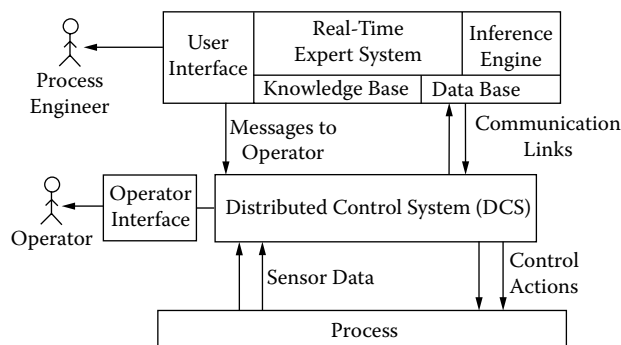 User
Interface
Real-Time
Expert System
Inference
Engine
Knowledge Base
Data Base
Process
Engineer
Messages to
Operator
Communication
Links
Operator
Interface
Distributed Control System (DCS)
Operator
Sensor Data
Control
Actions
Process